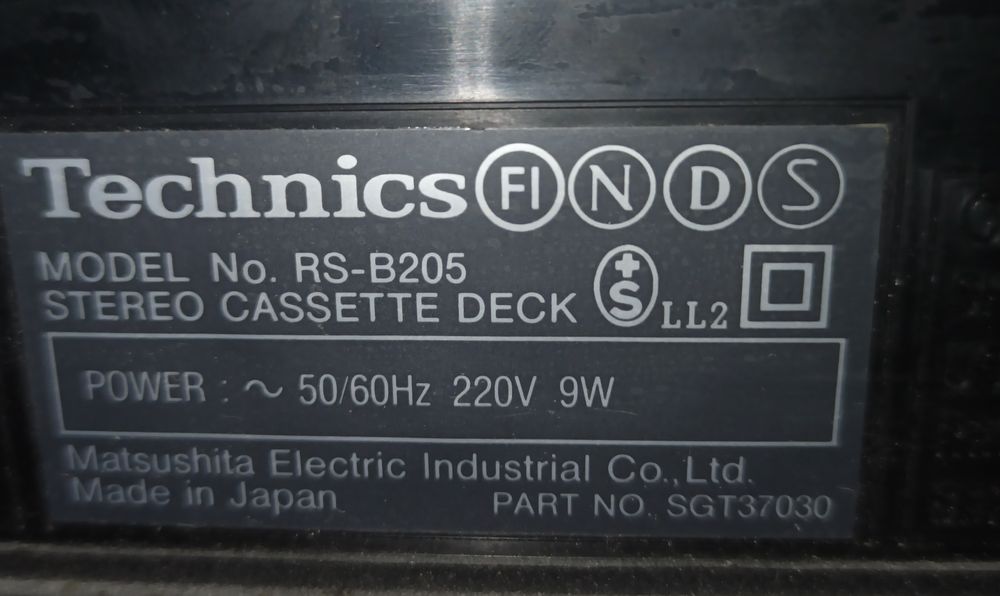 Technics FI N D S
MODEL No. RS-B205
STEREO CASSETTE DECK +S LL2
POWER : ~ 50/60Hz 220V 9W
Matsushita Electric Industrial Co.,Ltd.
Made in Japan PART NO. SGT37030